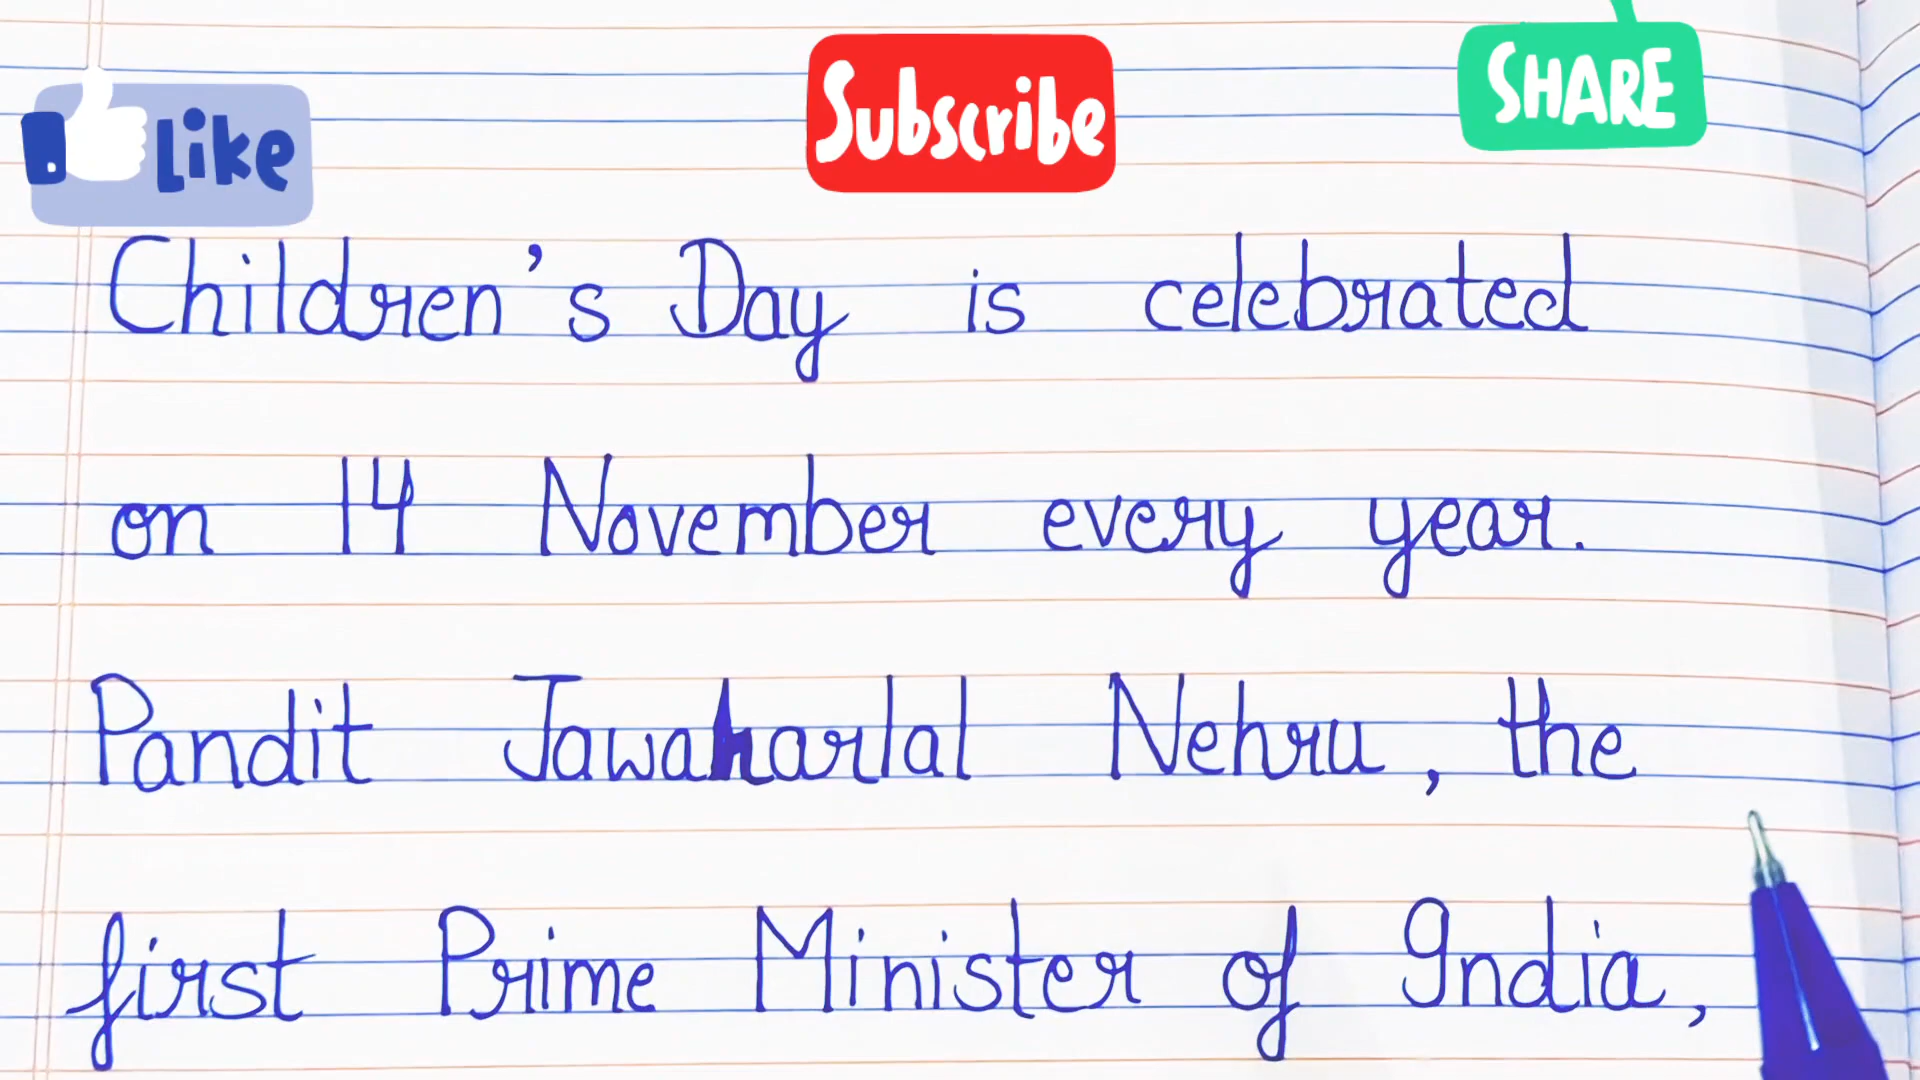 Like
Subscribe
SHARE
Children's Day is celebrated
on 14 November every year.
Pandit Jawaharlal Nehru, the
first Prime Minister of India,